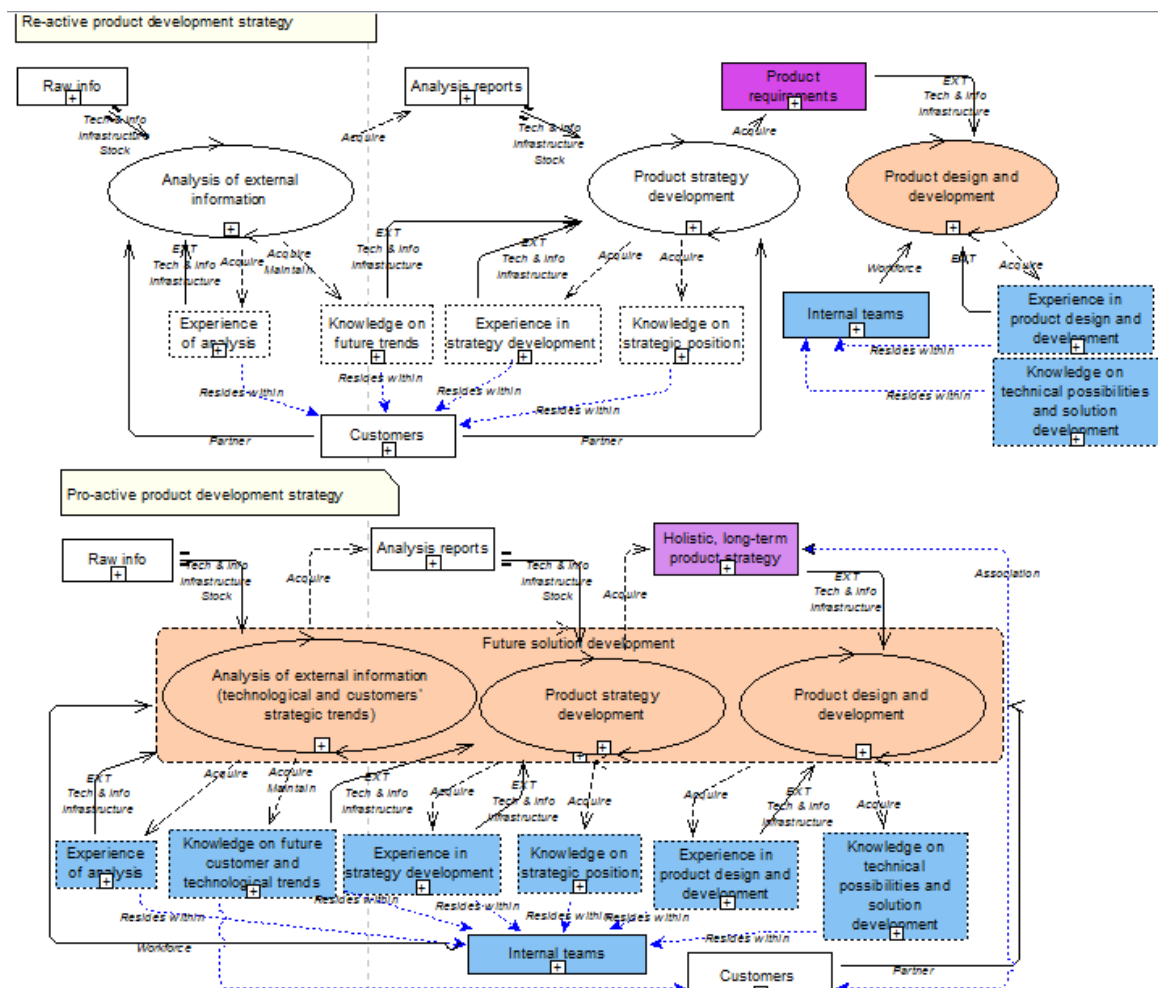 Re-active product development strategy
Raw info
Analysis reports
Product
requirements
EXT
Tech & info
Infrastructure
Tech & info
Infrastructure
Stock
Acquire
Tech & info
Infrastructure
Stock
Acquire
Analysis of external
information
Product strategy
development
Product design and
development
EXT
Tech & info
Infrastructure
Acquire
Acquire
Maintain
EXT
Tech & info
Infrastructure
EXT
Tech & info
Infrastructure
Acquire
Acquire
Workforce
EXT
Acquire
Experience
of analysis
Knowledge on
future trends
Experience in
strategy development
Knowledge on
strategic position
Internal teams
Experience in
product design and
development
Resides within
Resides within
Resides within
Resides within
Resides within
Resides within
Knowledge on
technical possibilities
and solution
development
Customers
Partner
Partner
Pro-active product development strategy
Raw info
Analysis reports
Holistic, long-term
product strategy
Tech & info
Infrastructure
Stock
Acquire
Tech & info
Infrastructure
Stock
Acquire
EXT
Tech & info
Infrastructure
Association
Future solution development
Analysis of external information
(technological and customers'
strategic trends)
Product strategy
development
Product design and
development
EXT
Tech & info
Infrastructure
Acquire
Acquire
Maintain
EXT
Tech & info
Infrastructure
Acquire
EXT
Tech & info
Infrastructure
Acquire
Acquire
EXT
Tech & info
Infrastructure
Acquire
Experience
of analysis
Knowledge on future
customer and
technological trends
Experience in
strategy development
Knowledge on
strategic position
Experience in
product design and
development
Knowledge on
technical
possibilities and
solution
development
Resides within
Resides within
Resides within
Resides within
Resides within
Resides within
Workforce
Internal teams
Customers
Partner